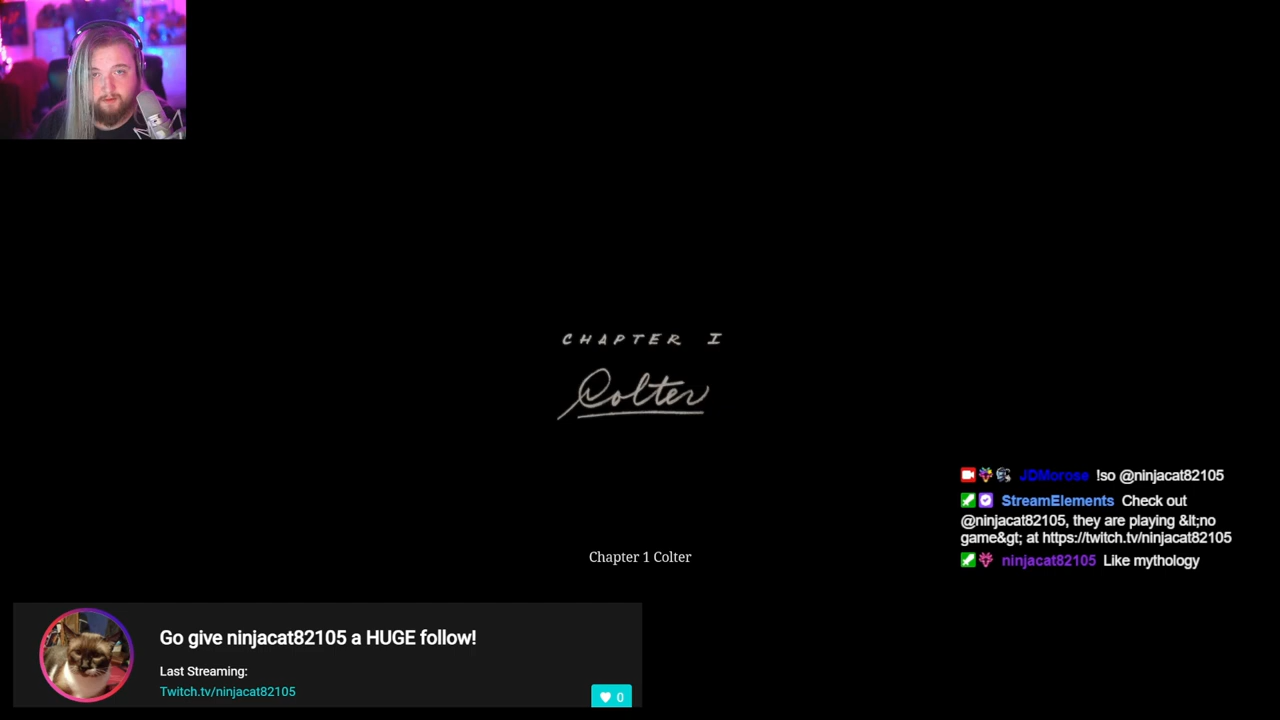 CHAPTER I
Colter
JDMorose !so @ninjacat82105
StreamElements Check out
@ninjacat82105, they are playing &lt;no
game&gt; at https://twitch.tv/ninjacat82105
ninjacat82105 Like mythology
Chapter 1 Colter
Go give ninjacat82105 a HUGE follow!
Last Streaming:
Twitch.tv/ninjacat82105
0